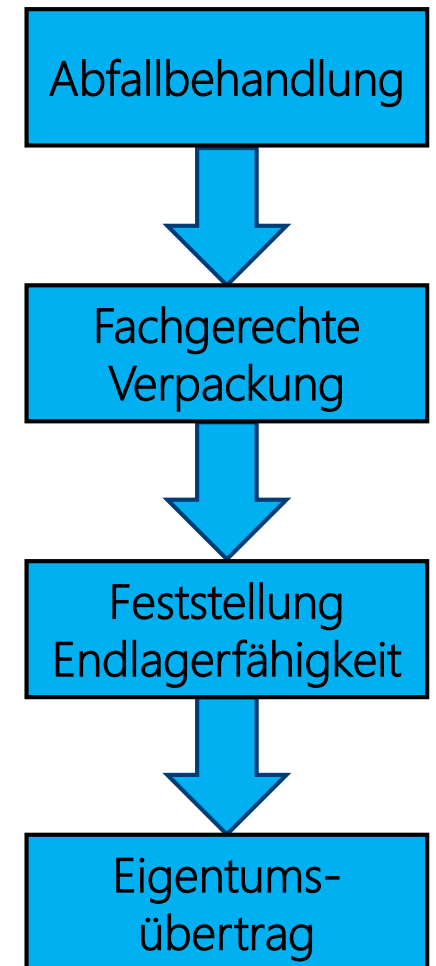 Abfallbehandlung
Fachgerechte
Verpackung
Feststellung
Endlagerfähigkeit
Eigentums-
übertrag